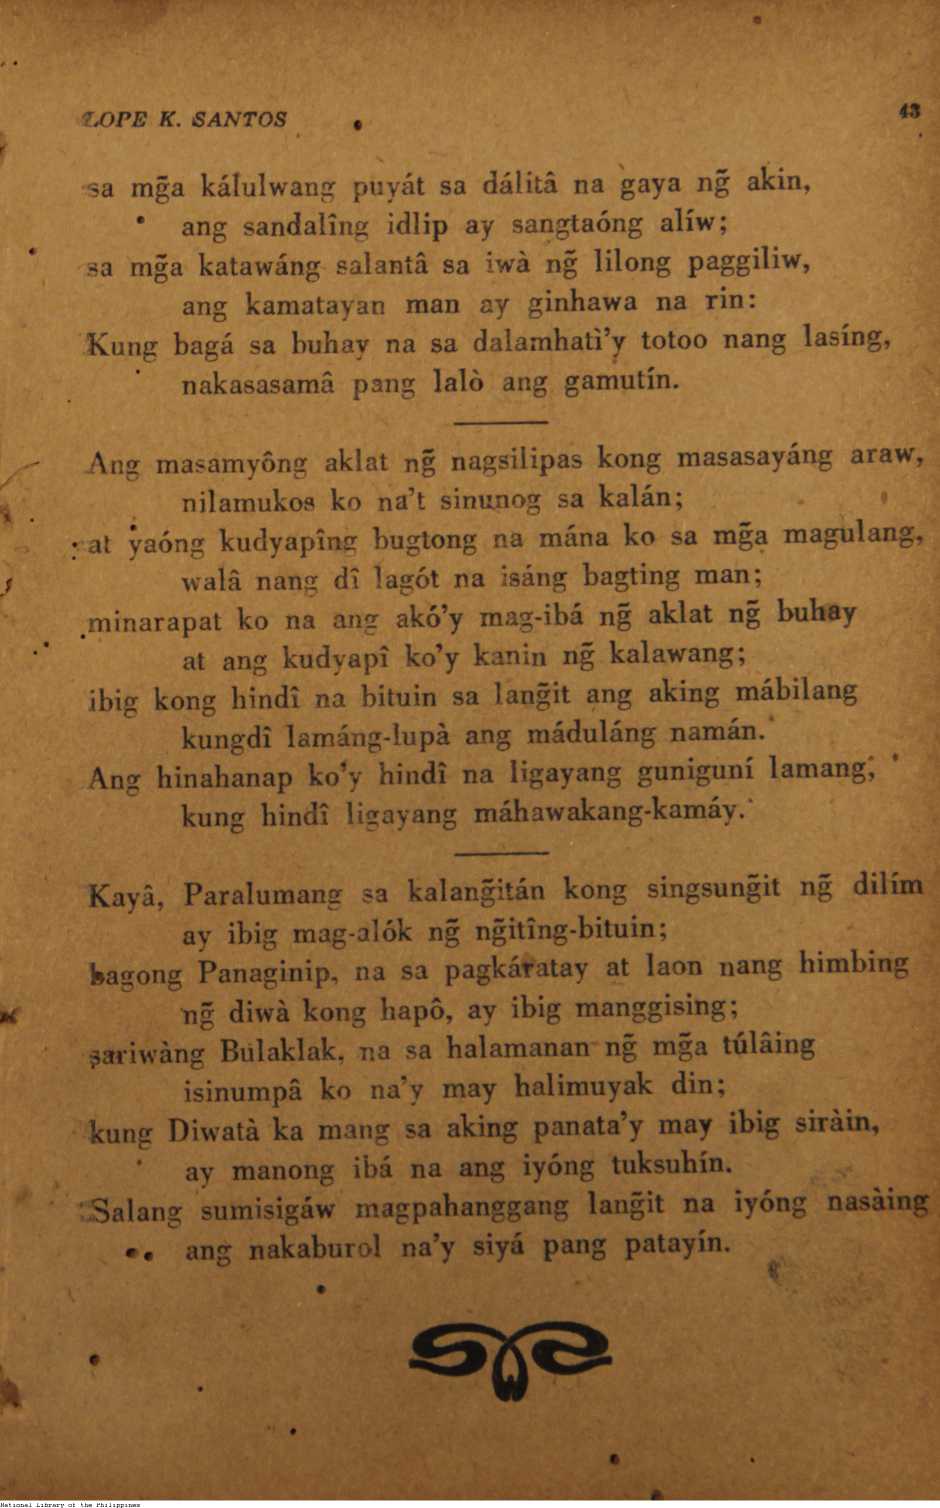 LOPE K. SANTOS 43
sa mg̃a kálulwang puyát sa dálitâ na gaya ng̃ akin,
ang sandalîng idlip ay sangtaóng alíw;
sa mg̃a katawáng salantâ sa iwà ng̃ lilong paggiliw,
ang kamatayan man ay ginhawa na rin:
Kung bagá sa buhay na sa dalamhatì'y totoo nang lasíng,
nakasasamâ pang lalò ang gamutín.
Ang masamyông aklat ng̃ nagsilipas kong masasayáng araw,
nilamukos ko na't sinunog sa kalán;
at yaóng kudyapîng bugtong na mána ko sa mg̃a magulang,
walâ nang dî lagót na isáng bagting man;
minarapat ko na ang akó'y mag-ibá ng̃ aklat ng̃ buhay
at ang kudyapî ko'y kanin ng̃ kalawang;
ibig kong hindî na bituin sa lang̃it ang aking mábilang
kungdî lamáng-lupà ang máduláng namán.
Ang hinahanap ko'y hindî na ligayang guniguní lamang;
kung hindî ligayang máhawakang-kamáy.
Kayâ, Paralumang sa kalang̃itán kong singsung̃it ng̃ dilím
ay ibig mag-alók ng̃ ng̃itîng-bituin;
bagong Panaginip, na sa pagkáratay at laon nang himbing
ng̃ diwà kong hapô, ay ibig manggising;
sariwàng Bulaklak, na sa halamanan ng̃ mg̃a túlâing
isinumpâ ko na'y may halimuyak din;
kung Diwatà ka mang sa aking panata'y may ibig siràin,
ay manong ibá na ang iyóng tuksuhín.
Salang sumisigáw magpahanggang lang̃it na iyóng nasàing
ang nakaburol na'y siyá pang patayín.
National Library of the Philippines